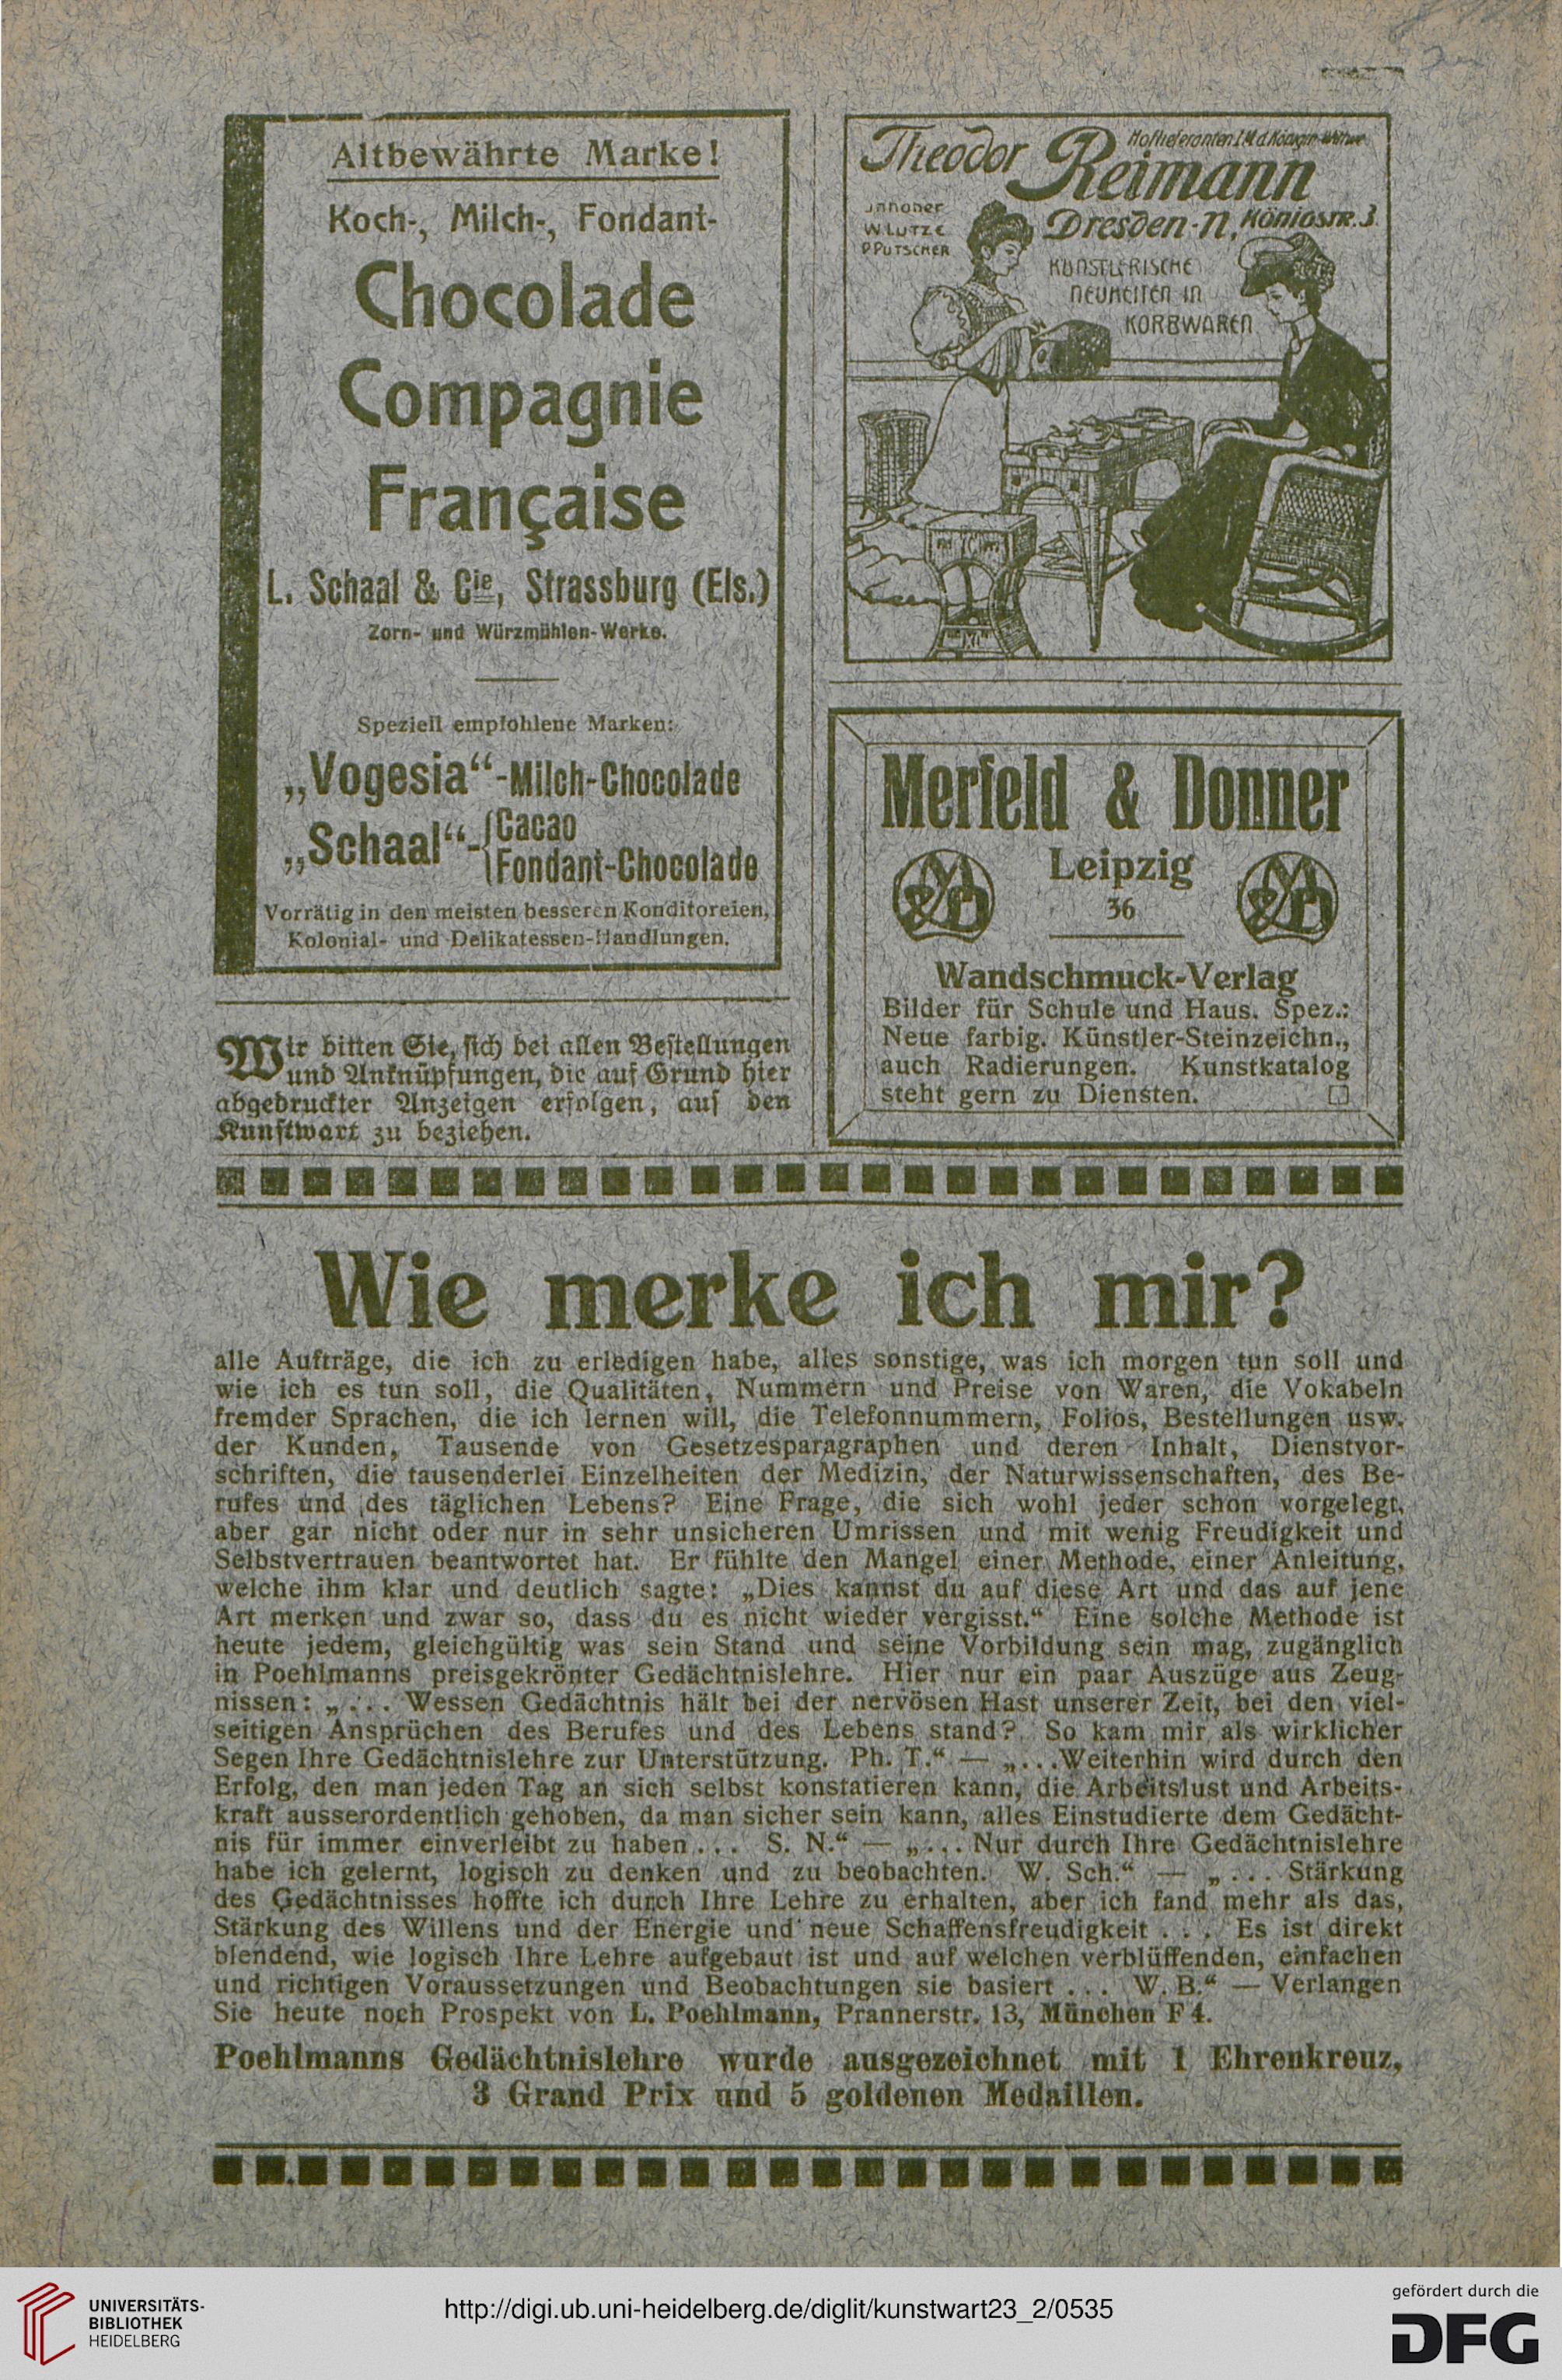 Altbewährte Marke!
Koch-, Milch-, Fondant-
Chocolade
Compagnie
Française
L. Schaal & Cie, Strassburg (Els.)
Zorn- und Würzmühlen-Werke.
Speziell empfohlene Marken:
„Vogesia“-Milch-Chocolade
„Schaal“-{Cacao
Fondant-Chocolade
Vorrätig in den meisten besseren Konditoreien,
Kolonial- und Delikatessen-Handlungen.
Wir bitten Sie, sich bei allen Bestellungen
und Anknüpfungen, die auf Grund hier
abgedruckter Anzeigen erfolgen, auf den
Kunstwart zu beziehen.
Theodor Reimann
Hoflieferanten I. M. d. Königin-Witwe
Jnhaber
W. LUTZE
P PUTSCHER
Dresden-N, Königstr. 3.
KÜNSTLERISCHE
NEUHEITEN IN
KORBWAREN
Merfeld & Donner
Leipzig
36
Wandschmuck-Verlag
Bilder für Schule und Haus. Spez.:
Neue farbig. Künstler-Steinzeichn.,
auch Radierungen. Kunstkatalog
steht gern zu Diensten.
Wie merke ich mir?
alle Aufträge, die ich zu erledigen habe, alles sonstige, was ich morgen tun soll und
wie ich es tun soll, die Qualitäten, Nummern und Preise von Waren, die Vokabeln
fremder Sprachen, die ich lernen will, die Telefonnummern, Folios, Bestellungen usw.
der Kunden, Tausende von Gesetzesparagraphen und deren Inhalt, Dienstvor-
schriften, die tausenderlei Einzelheiten der Medizin, der Naturwissenschaften, des Be-
rufes und des täglichen Lebens? Eine Frage, die sich wohl jeder schon vorgelegt,
aber gar nicht oder nur in sehr unsicheren Umrissen und mit wenig Freudigkeit und
Selbstvertrauen beantwortet hat. Er fühlte den Mangel einer Methode, einer Anleitung,
welche ihm klar und deutlich sagte: „Dies kannst du auf diese Art und das auf jene
Art merken und zwar so, dass du es nicht wieder vergisst.“ Eine solche Methode ist
heute jedem, gleichgültig was sein Stand und seine Vorbildung sein mag, zugänglich
in Poehlmanns preisgekrönter Gedächtnislehre. Hier nur ein paar Auszüge aus Zeug-
nissen: „ . . . Wessen Gedächtnis hält bei der nervösen Hast unserer Zeit, bei den viel-
seitigen Ansprüchen des Berufes und des Lebens stand? So kam mir als wirklicher
Segen Ihre Gedächtnislehre zur Unterstützung. Ph. T.“ — „. . .Weiterhin wird durch den
Erfolg, den man jeden Tag an sich selbst konstatieren kann, die Arbeitslust und Arbeits-
kraft ausserordentlich gehoben, da man sicher sein kann, alles Einstudierte dem Gedächt-
nis für immer einverleibt zu haben . . . S. N.“ — „. . . Nur durch Ihre Gedächtnislehre
habe ich gelernt, logisch zu denken und zu beobachten. W. Sch.“ — „ . . . Stärkung
des Gedächtnisses hoffte ich durch Ihre Lehre zu erhalten, aber ich fand mehr als das,
Stärkung des Willens und der Energie und neue Schaffensfreudigkeit . . . Es ist direkt
blendend, wie logisch Ihre Lehre aufgebaut ist und auf welchen verblüffenden, einfachen
und richtigen Voraussetzungen und Beobachtungen sie basiert . . . W. B.“ — Verlangen
Sie heute noch Prospekt von L. Poehlmann, Prannerstr. 13, München F 4.
Poehlmanns Gedächtnislehre wurde ausgezeichnet mit 1 Ehrenkreuz,
3 Grand Prix und 5 goldenen Medaillen.
UNIVERSITÄTS-
BIBLIOTHEK
HEIDELBERG
http://digi.ub.uni-heidelberg.de/diglit/kunstwart23_2/0535
gefördert durch die
DFG